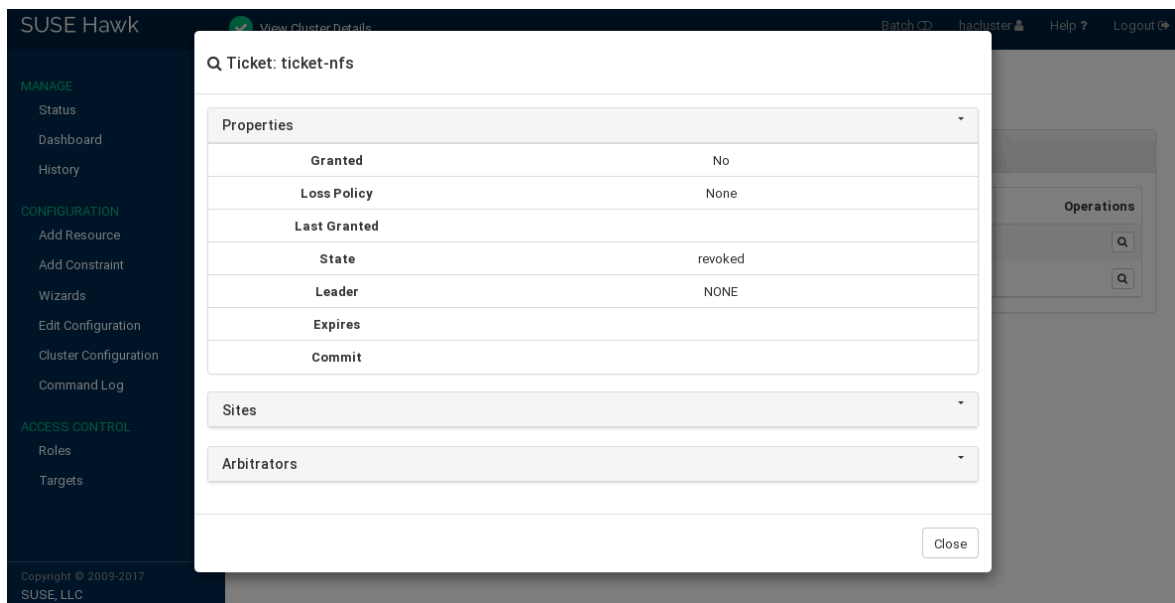 SUSE Hawk
View Cluster Details
Batch
hacluster
Help ?
Logout
MANAGE
Status
Dashboard
History
CONFIGURATION
Add Resource
Add Constraint
Wizards
Edit Configuration
Cluster Configuration
Command Log
ACCESS CONTROL
Roles
Targets
Copyright © 2009-2017
SUSE, LLC
Ticket: ticket-nfs
Properties
Granted No
Loss Policy None
Last Granted
State revoked
Leader NONE
Expires
Commit
Sites
Arbitrators
Close
Operations